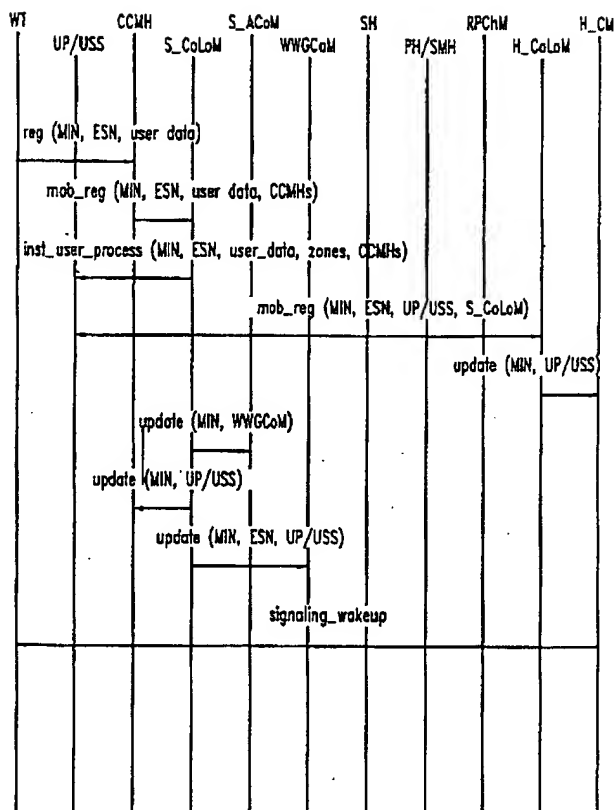 WT CCMH S_ACoM SH RPChM H_CM
UP/USS S_CoLoM WWGCoM PH/SMH H_CoLoM
reg (MIN, ESN, user data)
mob_reg (MIN, ESN, user data, CCMHs)
inst_user_process (MIN, ESN, user_data, zones, CCMHs)
mob_reg (MIN, ESN, UP/USS, S_CoLoM)
update (MIN, UP/USS)
update (MIN, WWGCoM)
update (MIN, UP/USS)
update (MIN, ESN, UP/USS)
signaling_wakeup